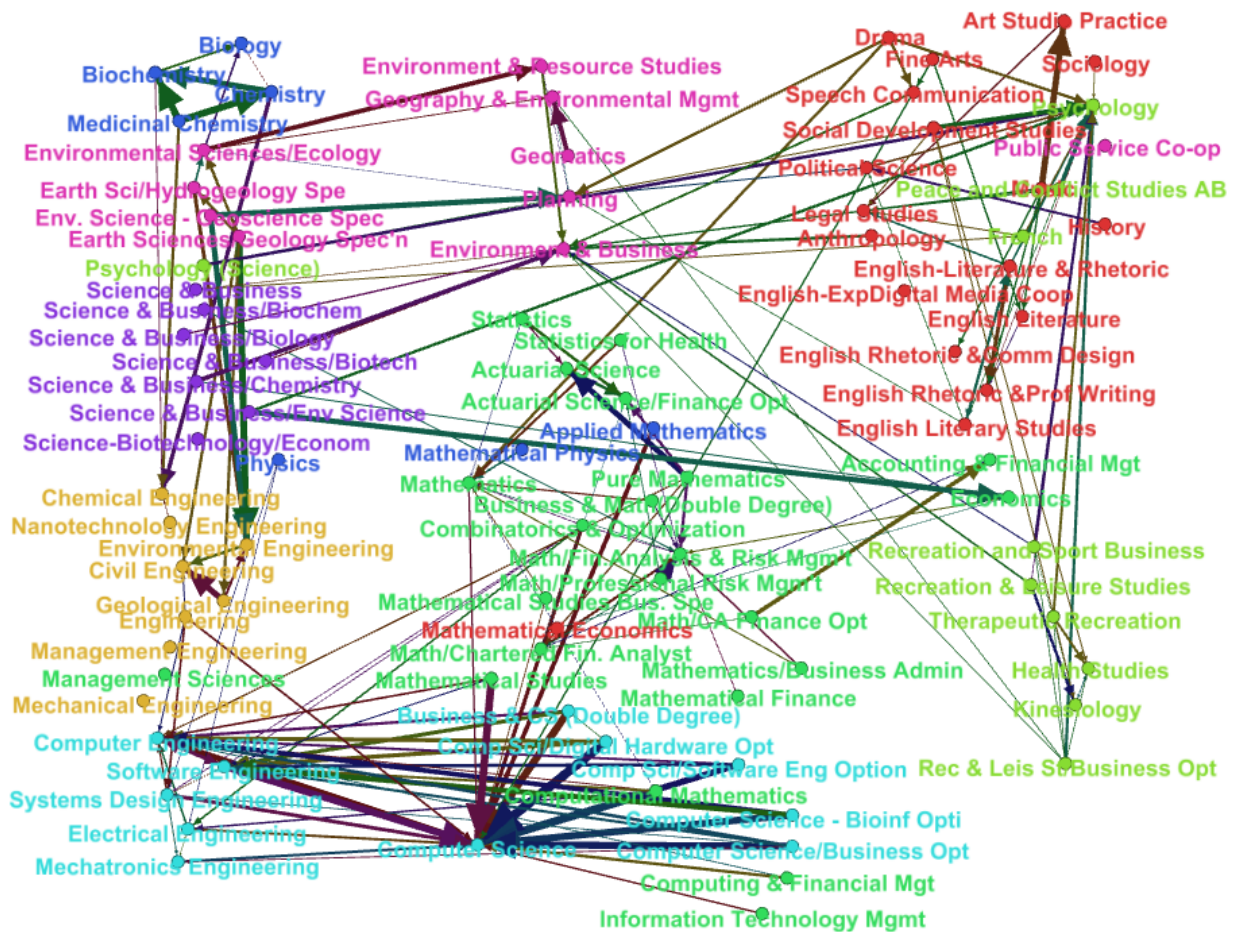 Art Studio Practice
Drama
Biology
Fine Arts
Sociology
Environment & Resource Studies
Biochemistry
Chemistry
Speech Communication
Geography & Environmental Mgmt
Psychology
Medicinal Chemistry
Social Development Studies
Public Service Co-op
Environmental Sciences/Ecology
Geomatics
Political Science
Earth Sci/Hydrogeology Spe
Peace and Conflict Studies AB
Planning
Env. Science - Geoscience Spec
Legal Studies
History
Earth Sciences/Geology Spec'n
Anthropology
French
Environment & Business
Psychology (Science)
English-Literature & Rhetoric
Science & Business
English-ExpDigital Media Coop
Science & Business/Biochem
Statistics
English Literature
Science & Business/Biology
Statistics for Health
English Rhetoric &Comm Design
Science & Business/Biotech
Actuarial Science
Science & Business/Chemistry
English Rhetoric &Prof Writing
Actuarial Science/Finance Opt
Science & Business/Env Science
Applied Mathematics
English Literary Studies
Science-Biotechnology/Econom
Mathematical Physics
Physics
Accounting & Financial Mgt
Mathematics
Pure Mathematics
Chemical Engineering
Business & Math(Double Degree)
Economics
Nanotechnology Engineering
Combinatorics & Optimization
Environmental Engineering
Math/Fin.Analysis & Risk Mgm't
Recreation and Sport Business
Civil Engineering
Math/Professional Risk Mgm't
Recreation & Leisure Studies
Geological Engineering
Mathematical Studies Bus. Spe
Engineering
Math/CA Finance Opt
Therapeutic Recreation
Mathematical Economics
Management Engineering
Math/Chartered Fin. Analyst
Mathematics/Business Admin
Health Studies
Management Sciences
Mathematical Studies
Mechanical Engineering
Mathematical Finance
Kinesiology
Business & CS (Double Degree)
Computer Engineering
Comp Sci/Digital Hardware Opt
Software Engineering
Comp Sci/Software Eng Option
Rec & Leis St/Business Opt
Systems Design Engineering
Computational Mathematics
Computer Science - Bioinf Opti
Electrical Engineering
Computer Science
Computer Science/Business Opt
Mechatronics Engineering
Computing & Financial Mgt
Information Technology Mgmt